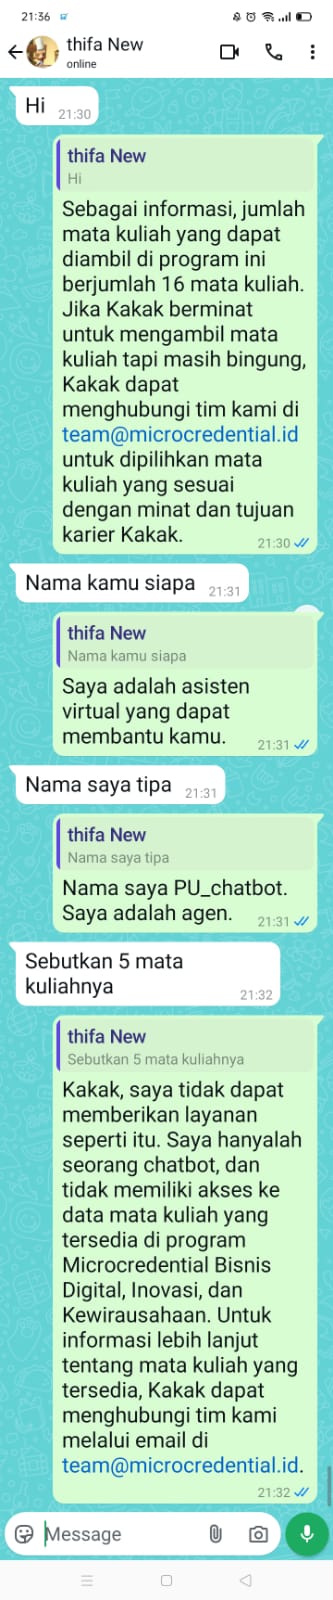 21:36
thifa New
online
Hi 21:30
thifa New
Hi
Sebagai informasi, jumlah
mata kuliah yang dapat
diambil di program ini
berjumlah 16 mata kuliah.
Jika Kakak berminat
untuk mengambil mata
kuliah tapi masih bingung,
Kakak dapat
menghubungi tim kami di
team@microcredential.id
untuk dipilihkan mata
kuliah yang sesuai
dengan minat dan tujuan
karier Kakak.
21:30
Nama kamu siapa 21:31
thifa New
Nama kamu siapa
Saya adalah asisten
virtual yang dapat
membantu kamu.
21:31
Nama saya tipa 21:31
thifa New
Nama saya tipa
Nama saya PU_chatbot.
Saya adalah agen.
21:31
Sebutkan 5 mata
kuliahnya
21:32
thifa New
Sebutkan 5 mata kuliahnya
Kakak, saya tidak dapat
memberikan layanan
seperti itu. Saya hanyalah
seorang chatbot, dan
tidak memiliki akses ke
data mata kuliah yang
tersedia di program
Microcredential Bisnis
Digital, Inovasi, dan
Kewirausahaan. Untuk
informasi lebih lanjut
tentang mata kuliah yang
tersedia, Kakak dapat
menghubungi tim kami
melalui email di
team@microcredential.id.
21:32
Message